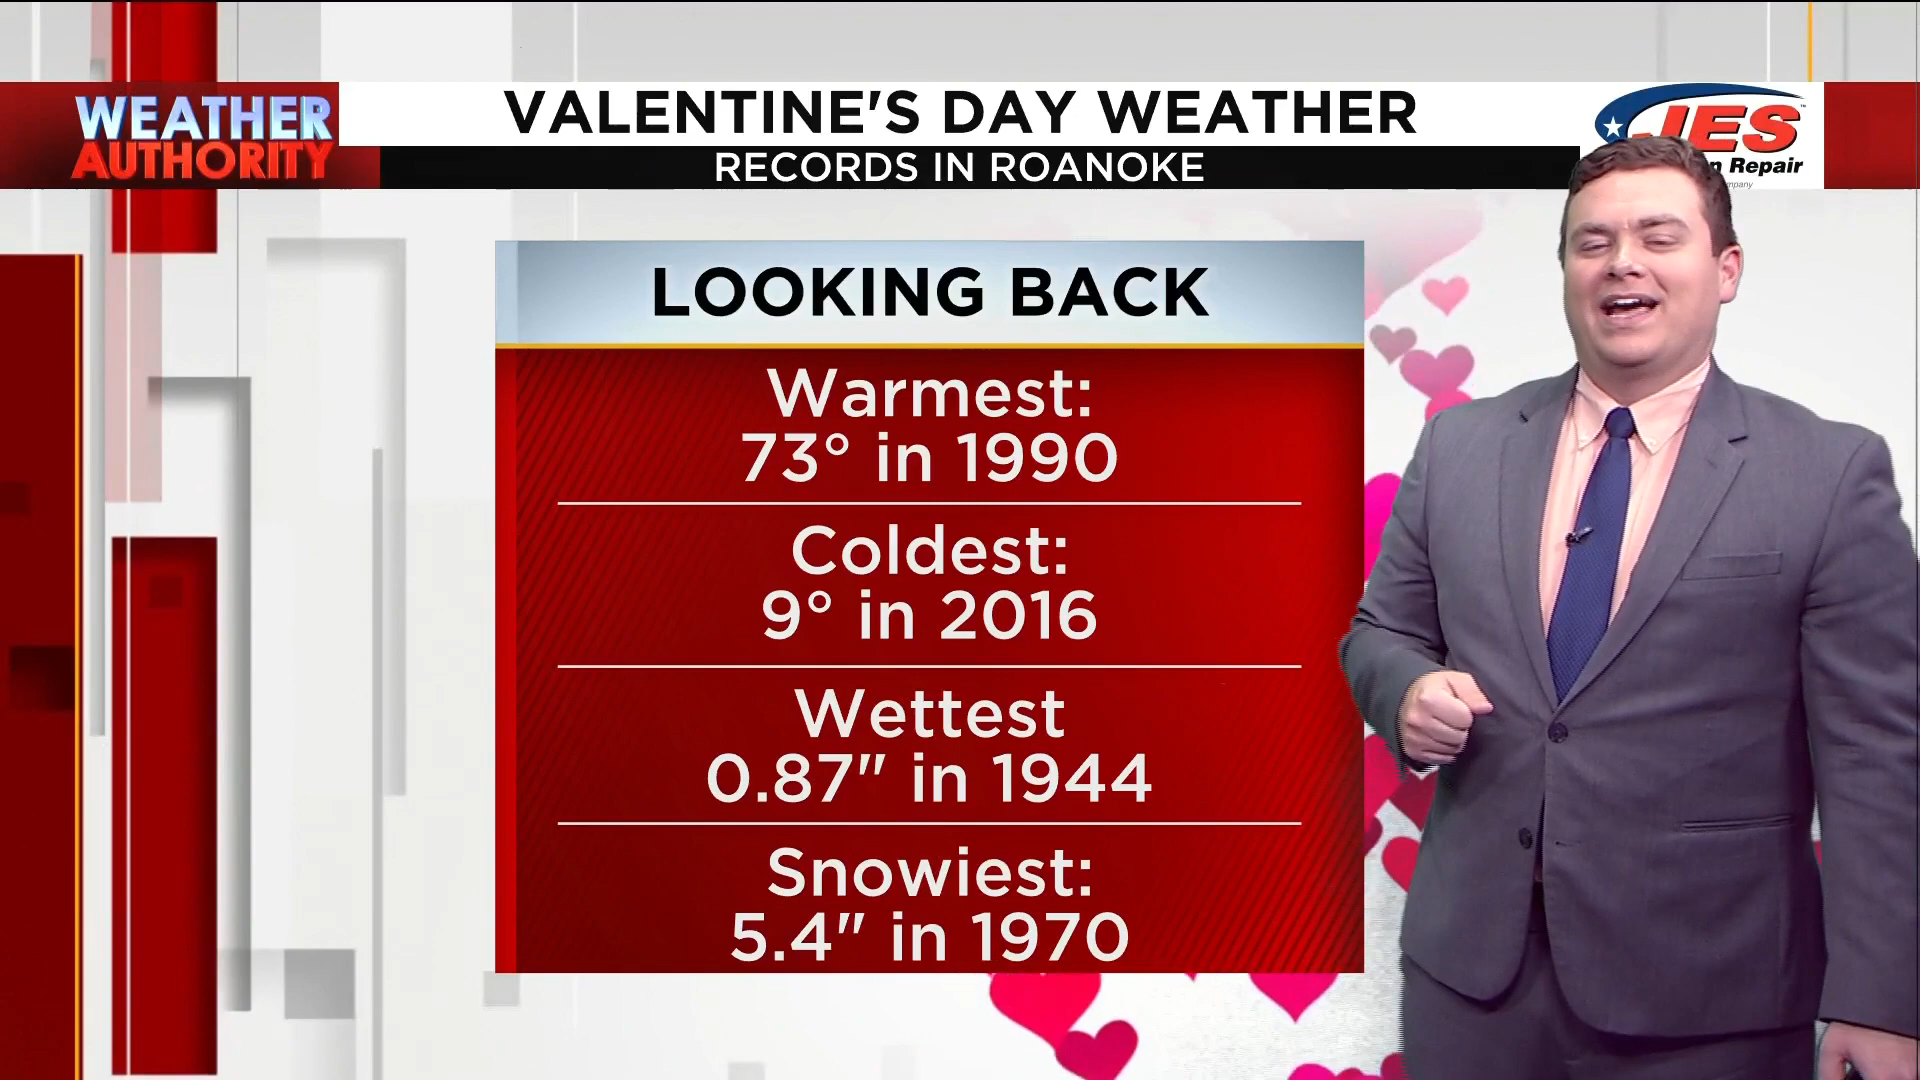 WEATHER
AUTHORITY
VALENTINE'S DAY WEATHER
RECORDS IN ROANOKE
JES
Repair
LOOKING BACK
Warmest:
73° in 1990
Coldest:
9° in 2016
Wettest
0.87" in 1944
Snowiest:
5.4" in 1970